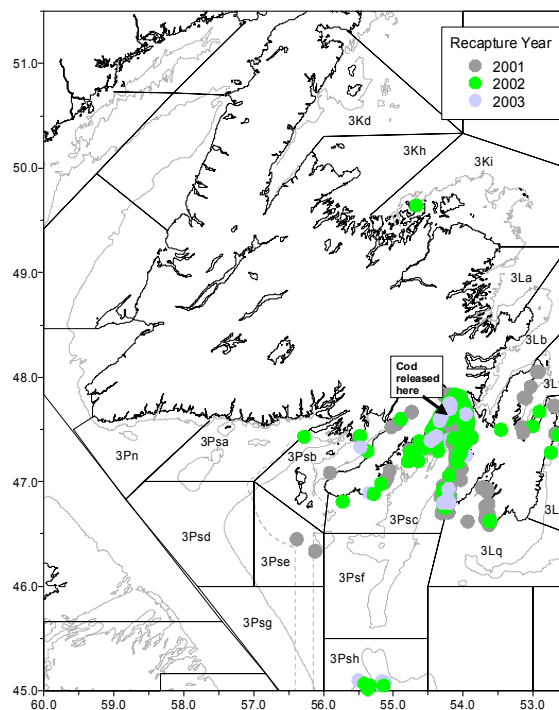 Recapture Year
2001
2002
2003
51.0
50.0
49.0
48.0
47.0
46.0
45.0
3Kd
3Kh
3Ki
3La
3Lb
Cod
released
here
3Pn
3Psa
3Psb
3Psc
3Psd
3Pse
3Psf
3Psg
3Psh
3Lq
60.0 59.0 58.0 57.0 56.0 55.0 54.0 53.0